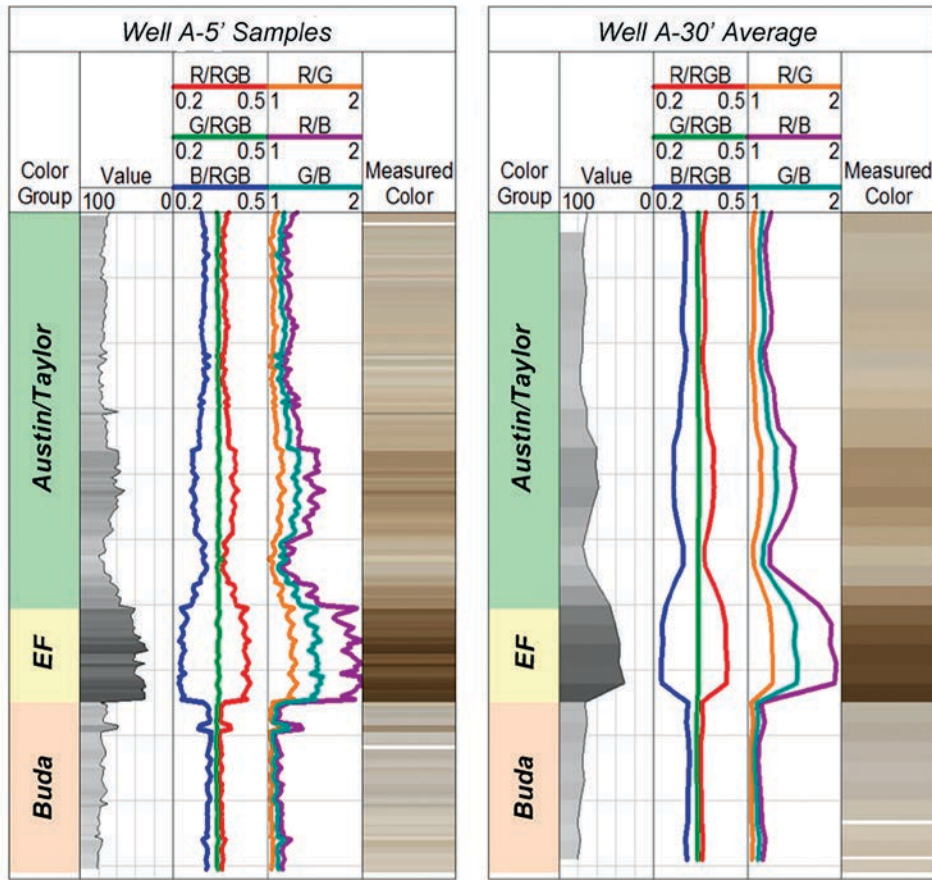 Well A-5' Samples
R/RGB R/G
0.2 0.5 1 2
G/RGB R/B
0.2 0.5 1 2
Color Group Value B/RGB G/B Measured Color
100 0 0.2 0.5 1 2
Austin/Taylor
EF
Buda
Well A-30' Average
R/RGB R/G
0.2 0.5 1 2
G/RGB R/B
0.2 0.5 1 2
Color Group Value B/RGB G/B Measured Color
100 0 0.2 0.5 1 2
Austin/Taylor
EF
Buda